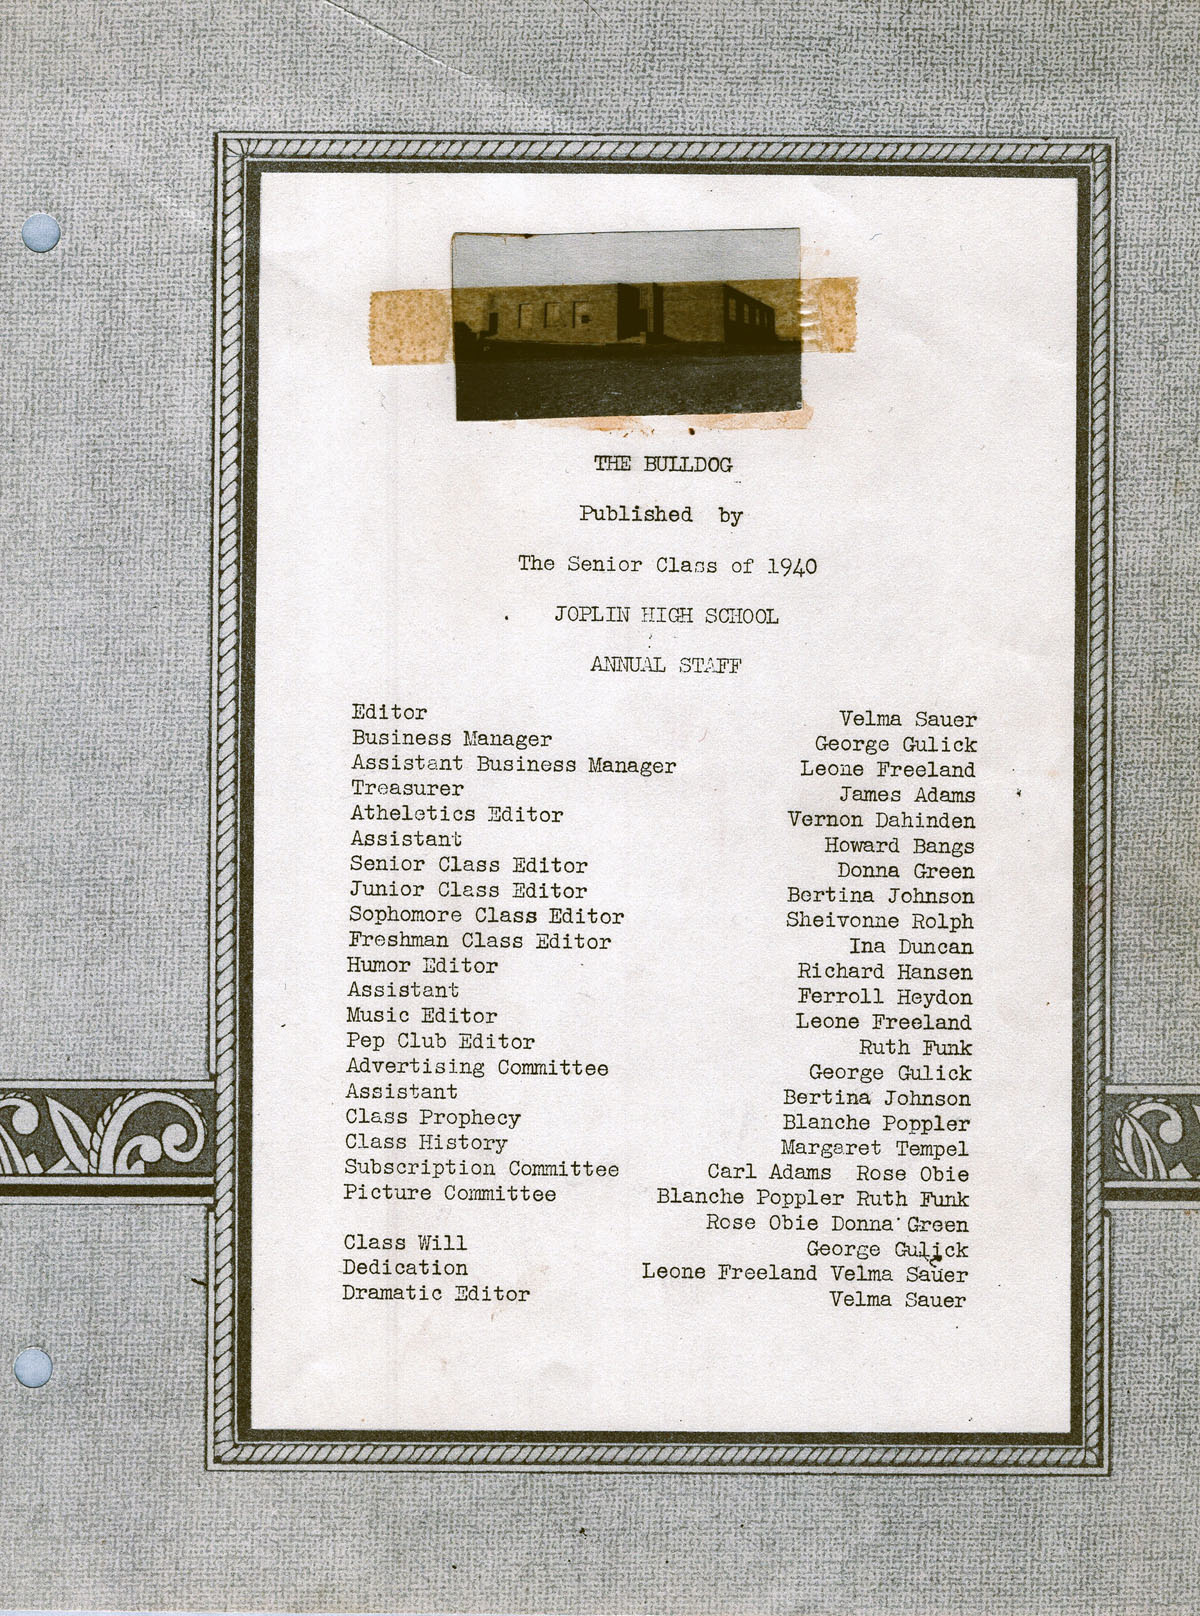 THE BULLDOG
Published by
The Senior Class of 1940
JOPLIN HIGH SCHOOL
ANNUAL STAFF
Editor Velma Sauer
Business Manager George Gulick
Assistant Business Manager Leone Freeland
Treasurer James Adams
Atheletics Editor Vernon Dahinden
Assistant Howard Bangs
Senior Class Editor Donna Green
Junior Class Editor Bertina Johnson
Sophomore Class Editor Sheivonne Rolph
Freshman Class Editor Ina Duncan
Humor Editor Richard Hansen
Assistant Ferroll Heydon
Music Editor Leone Freeland
Pep Club Editor Ruth Funk
Advertising Committee George Gulick
Assistant Bertina Johnson
Class Prophecy Blanche Poppler
Class History Margaret Tempel
Subscription Committee Carl Adams Rose Obie
Picture Committee Blanche Poppler Ruth Funk
Rose Obie Donna Green
Class Will George Gulick
Dedication Leone Freeland Velma Sauer
Dramatic Editor Velma Sauer